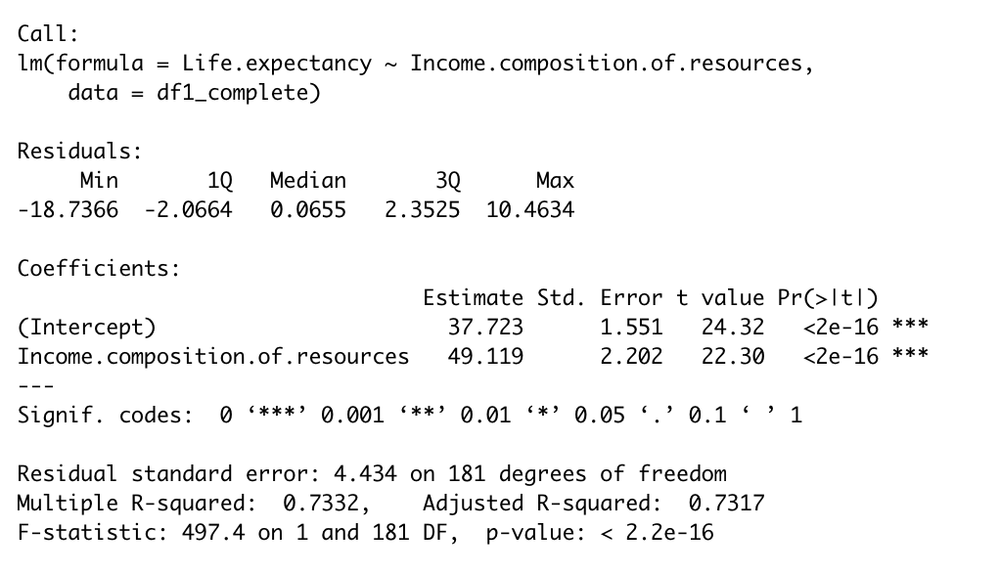 Call:
lm(formula = Life.expectancy ~ Income.composition.of.resources,
    data = df1_complete)

Residuals:
     Min       1Q   Median       3Q      Max
-18.7366  -2.0664   0.0655   2.3525  10.4634

Coefficients:
                                Estimate Std. Error t value Pr(>|t|)
(Intercept)                       37.723      1.551   24.32   <2e-16 ***
Income.composition.of.resources   49.119      2.202   22.30   <2e-16 ***
---
Signif. codes:  0 ‘***’ 0.001 ‘**’ 0.01 ‘*’ 0.05 ‘.’ 0.1 ‘ ’ 1

Residual standard error: 4.434 on 181 degrees of freedom
Multiple R-squared:  0.7332,    Adjusted R-squared:  0.7317
F-statistic: 497.4 on 1 and 181 DF,  p-value: < 2.2e-16